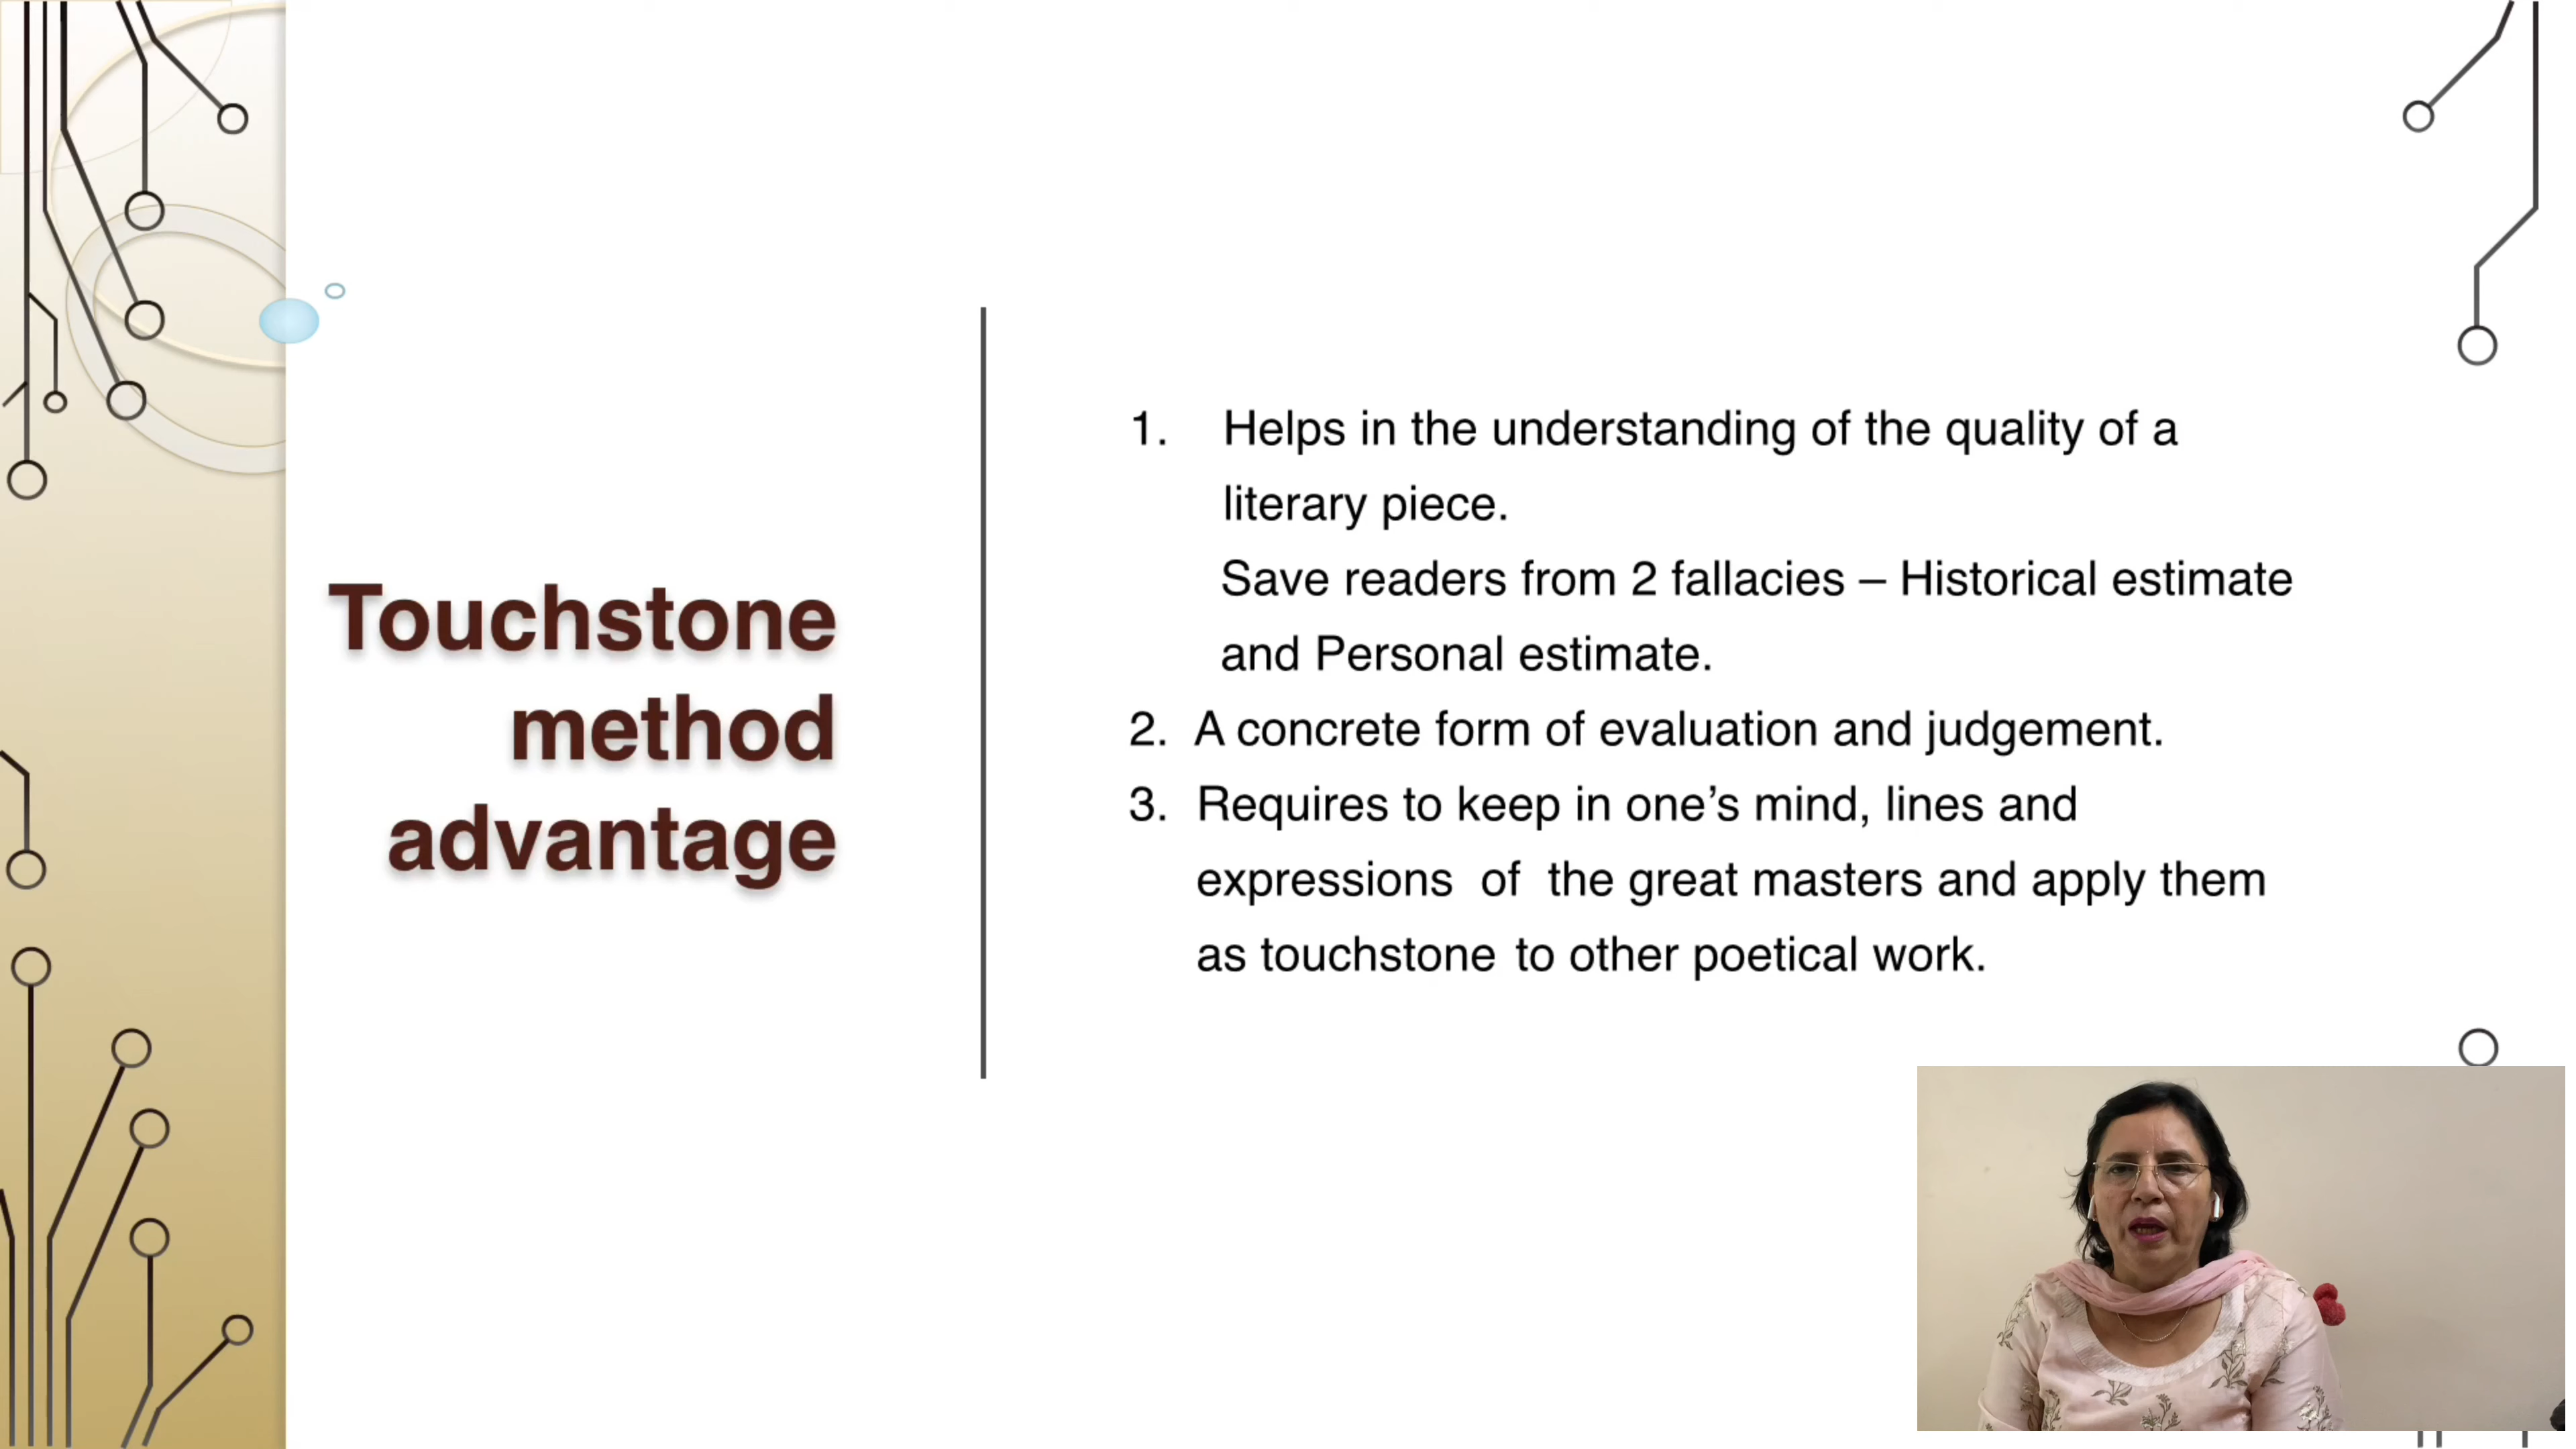 Touchstone
method
advantage
1. Helps in the understanding of the quality of a
literary piece.
Save readers from 2 fallacies – Historical estimate
and Personal estimate.
2. A concrete form of evaluation and judgement.
3. Requires to keep in one’s mind, lines and
expressions of the great masters and apply them
as touchstone to other poetical work.